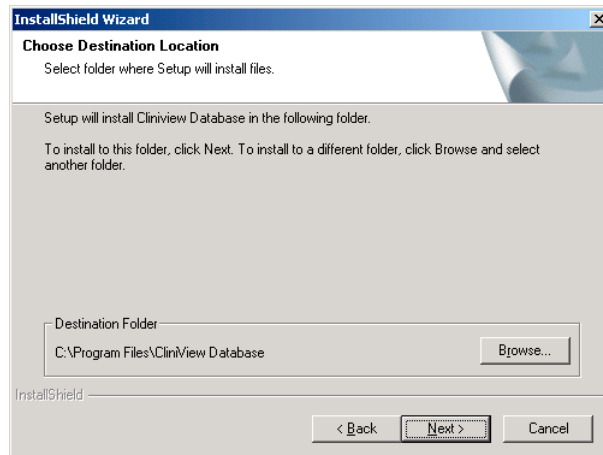 InstallShield Wizard
Choose Destination Location
Select folder where Setup will install files.
Setup will install Cliniview Database in the following folder.
To install to this folder, click Next. To install to a different folder, click Browse and select
another folder.
Destination Folder
C:\Program Files\CliniView Database
Browse...
InstallShield
< Back
Next >
Cancel